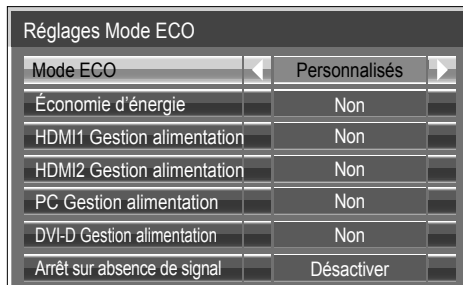 Réglages Mode ECO
Mode ECO Personnalisés
Économie d’énergie Non
HDMI1 Gestion alimentation Non
HDMI2 Gestion alimentation Non
PC Gestion alimentation Non
DVI-D Gestion alimentation Non
Arrêt sur absence de signal Désactiver